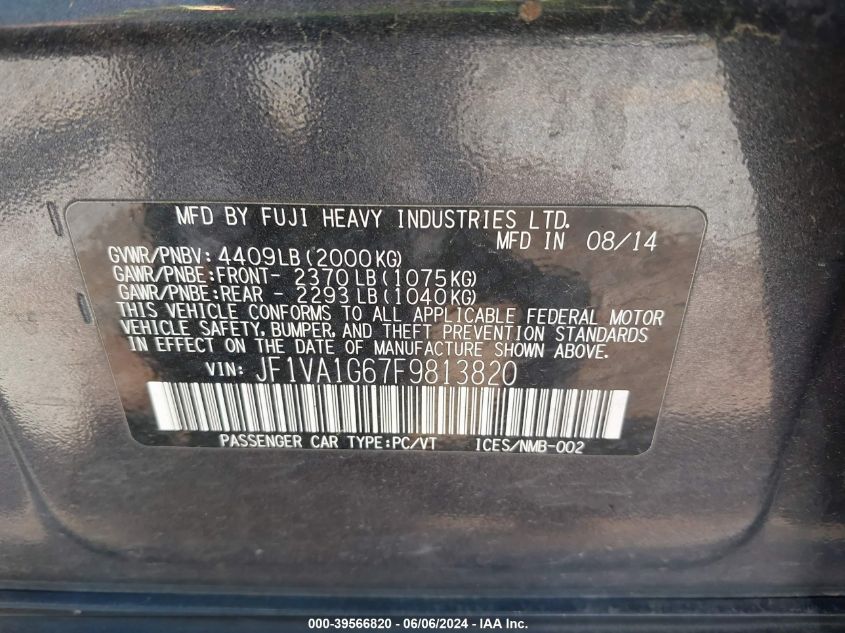 MFD BY FUJI HEAVY INDUSTRIES LTD.
MFD IN 08/14
GVWR/PNBV: 4409LB(2000KG)
GAWR/PNBE:FRONT- 2370LB(1075KG)
GAWR/PNBE:REAR - 2293LB(1040KG)
THIS VEHICLE CONFORMS TO ALL APPLICABLE FEDERAL MOTOR
VEHICLE SAFETY, BUMPER, AND THEFT PREVENTION STANDARDS
IN EFFECT ON THE DATE OF MANUFACTURE SHOWN ABOVE.
VIN: JF1VA1G67F9813820
PASSENGER CAR TYPE:PC/VT ICES/NMB-002
000-39566820 - 06/06/2024 - IAA Inc.